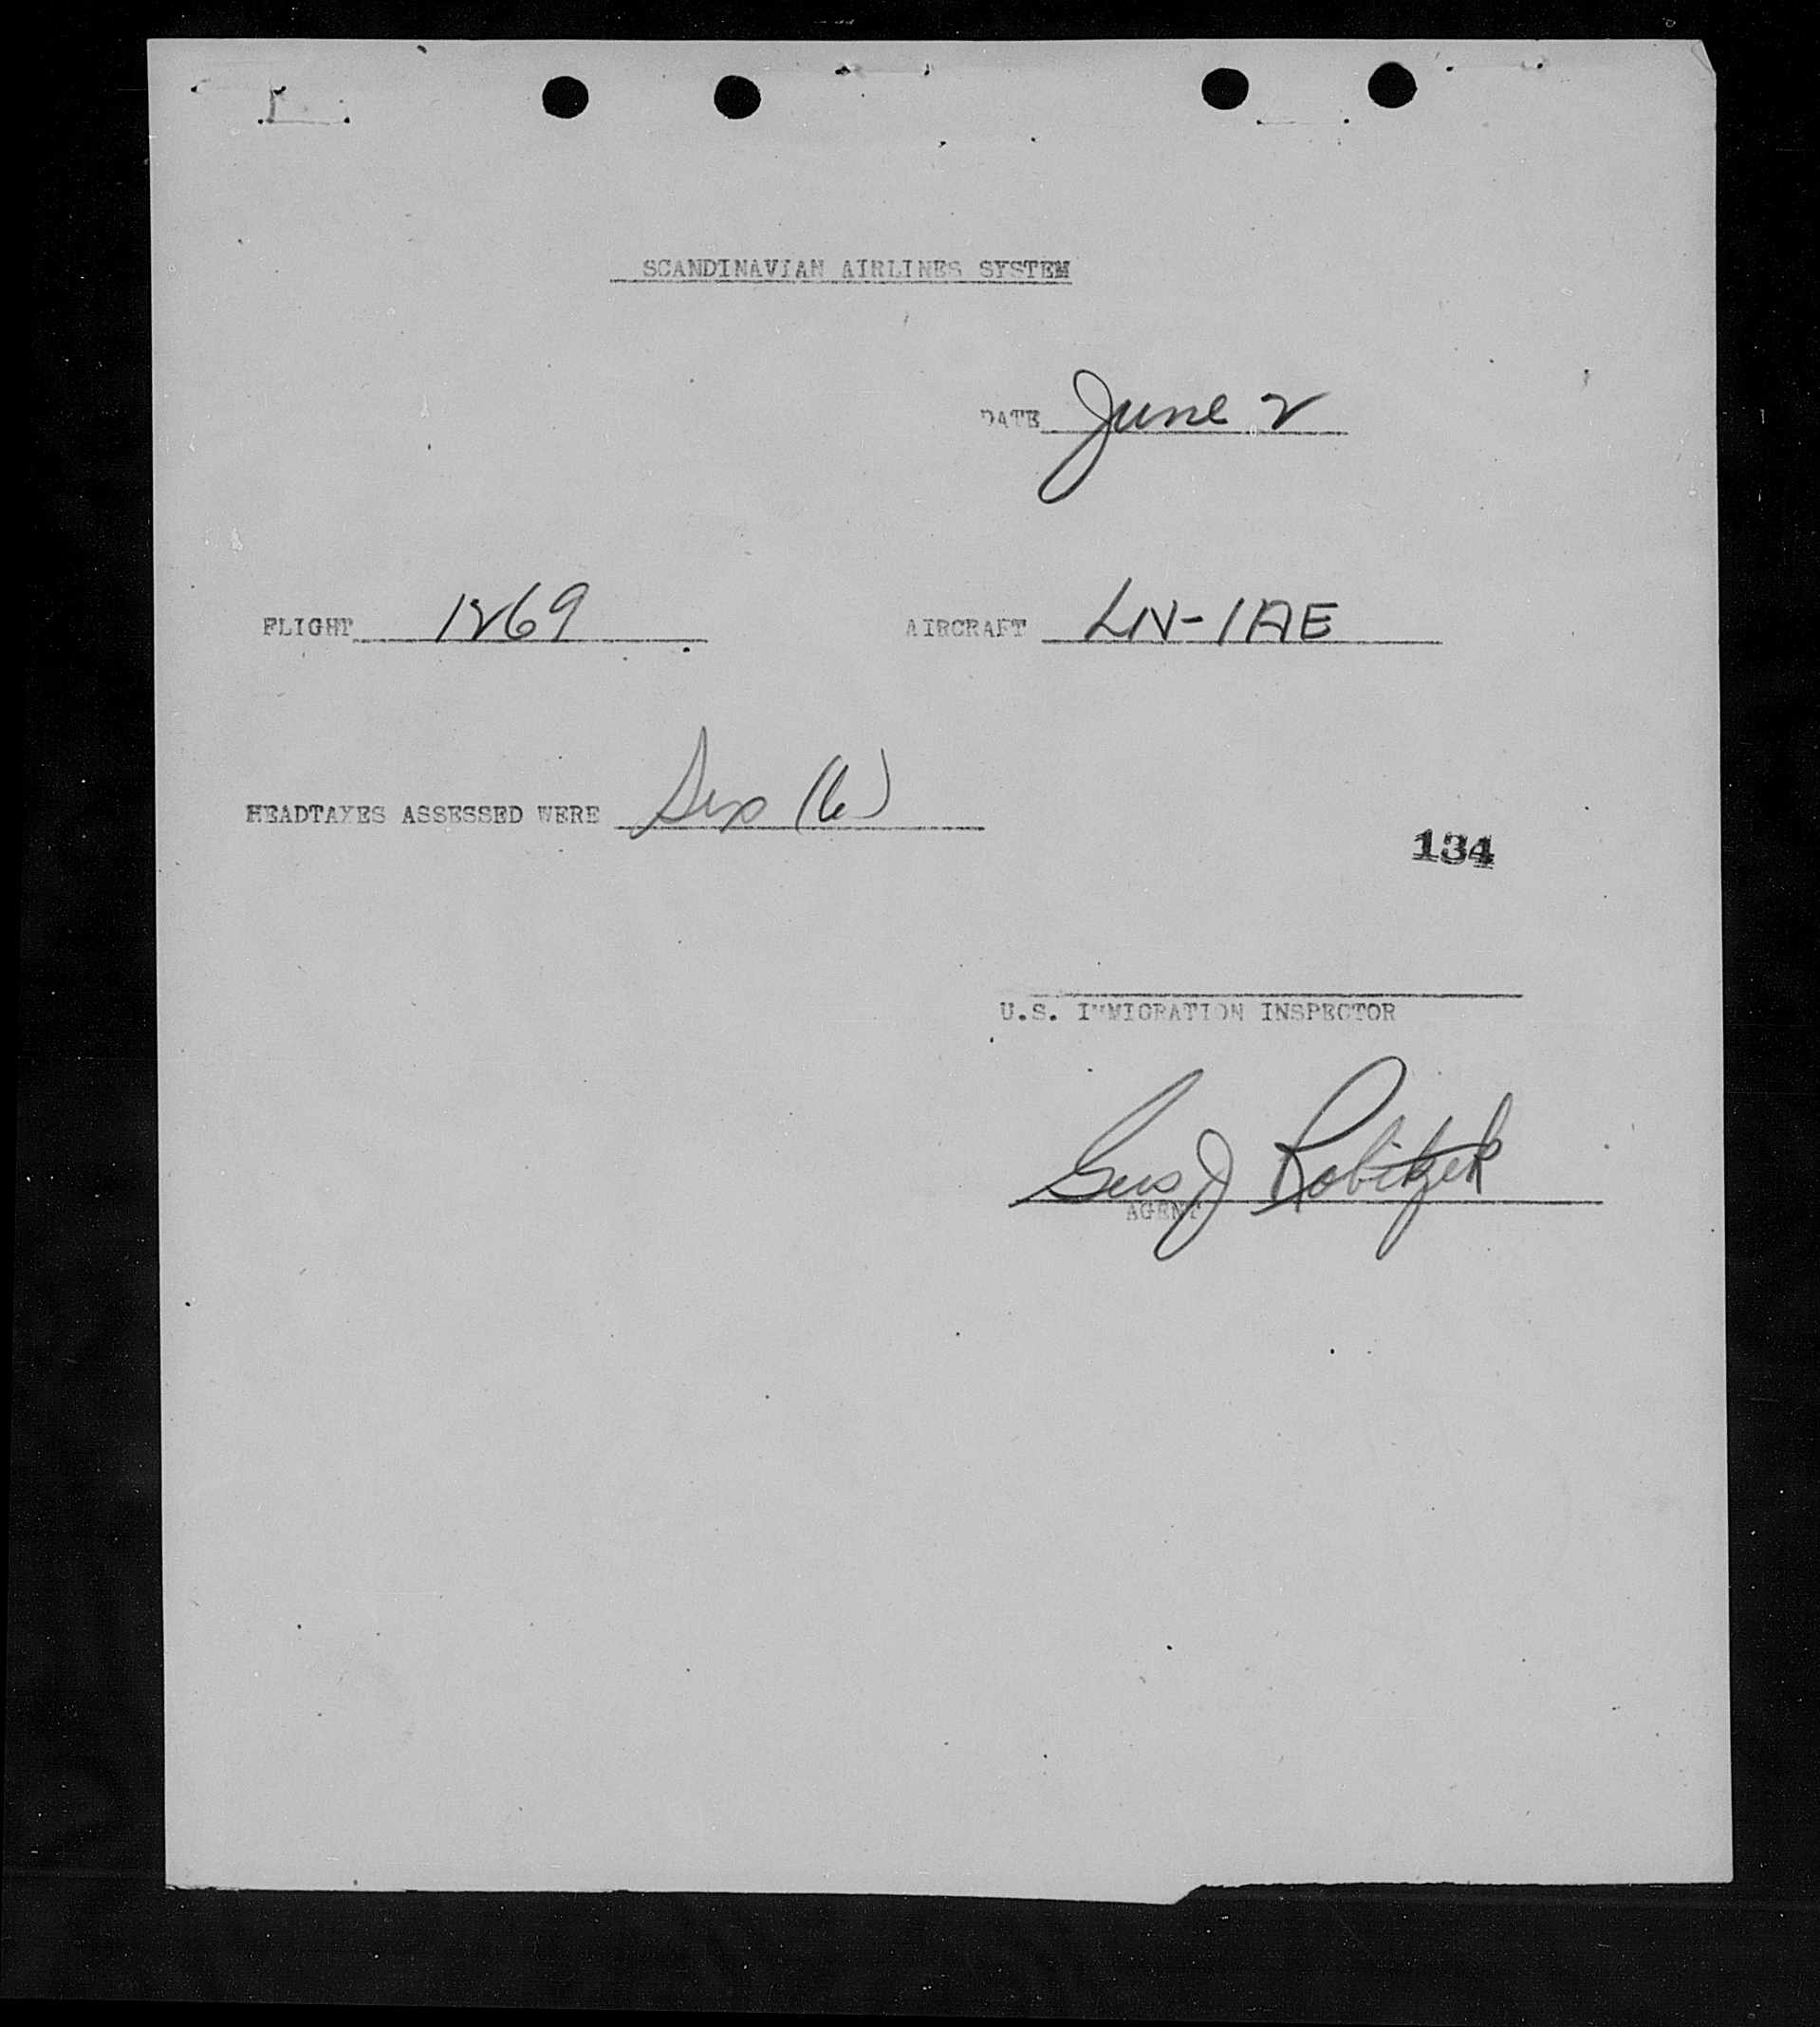 SCANDINAVIAN AIRLINES SYSTEM
DATE June 2
FLIGHT 1269 AIRCRAFT LN-IAE
HEADTAXES ASSESSED WERE Six (6)
134
U.S. IMMIGRATION INSPECTOR
Gus J Robitzek
AGENT